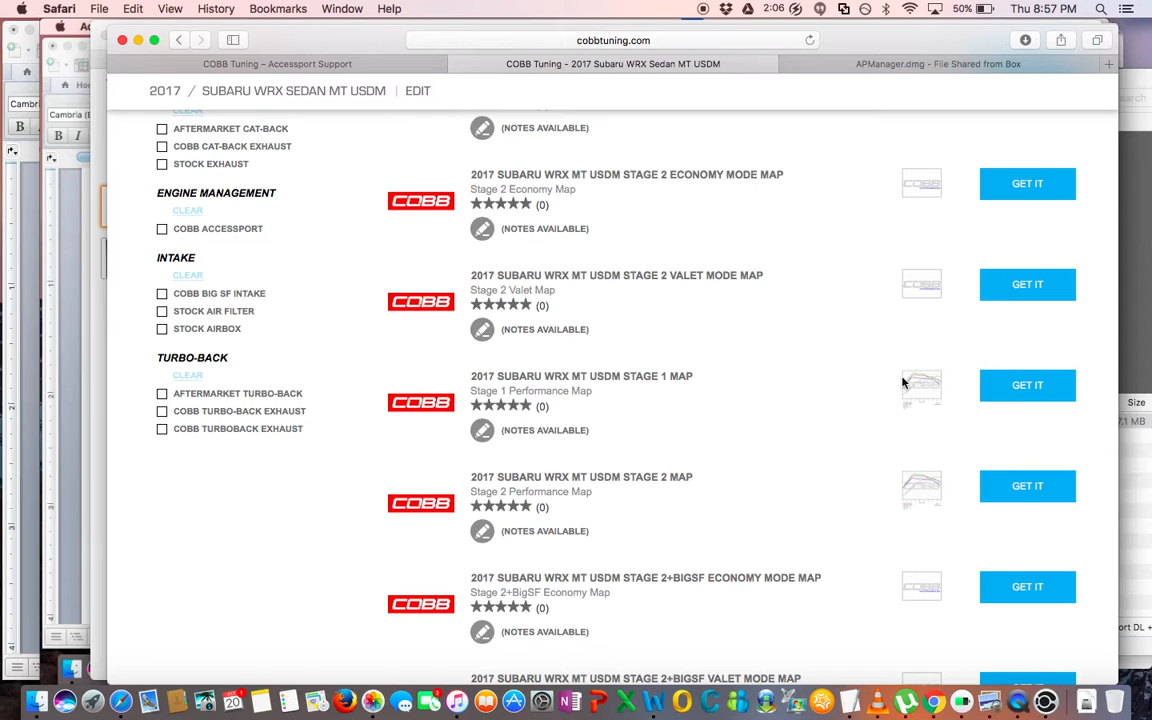 Safari File Edit View History Bookmarks Window Help 2:06 50% Thu 8:57 PM
cobbtuning.com
COBB Tuning – Accessport Support COBB Tuning - 2017 Subaru WRX Sedan MT USDM APManager.dmg - File Shared from Box
2017 / SUBARU WRX SEDAN MT USDM | EDIT
CLEAR
AFTERMARKET CAT-BACK
COBB CAT-BACK EXHAUST
STOCK EXHAUST
ENGINE MANAGEMENT
CLEAR
COBB ACCESSPORT
INTAKE
CLEAR
COBB BIG SF INTAKE
STOCK AIR FILTER
STOCK AIRBOX
TURBO-BACK
CLEAR
AFTERMARKET TURBO-BACK
COBB TURBO-BACK EXHAUST
COBB TURBOBACK EXHAUST
(NOTES AVAILABLE)
2017 SUBARU WRX MT USDM STAGE 2 ECONOMY MODE MAP
Stage 2 Economy Map
COBB
(0)
(NOTES AVAILABLE)
COBB
GET IT
2017 SUBARU WRX MT USDM STAGE 2 VALET MODE MAP
Stage 2 Valet Map
COBB
(0)
(NOTES AVAILABLE)
COBB
GET IT
2017 SUBARU WRX MT USDM STAGE 1 MAP
Stage 1 Performance Map
COBB
(0)
(NOTES AVAILABLE)
GET IT
2017 SUBARU WRX MT USDM STAGE 2 MAP
Stage 2 Performance Map
COBB
(0)
(NOTES AVAILABLE)
GET IT
2017 SUBARU WRX MT USDM STAGE 2+BIGSF ECONOMY MODE MAP
Stage 2+BigSF Economy Map
COBB
(0)
(NOTES AVAILABLE)
COBB
GET IT
2017 SUBARU WRX MT USDM STAGE 2+BIGSF VALET MODE MAP
Cambria
B
Cambria
B I
Size
OCT
20